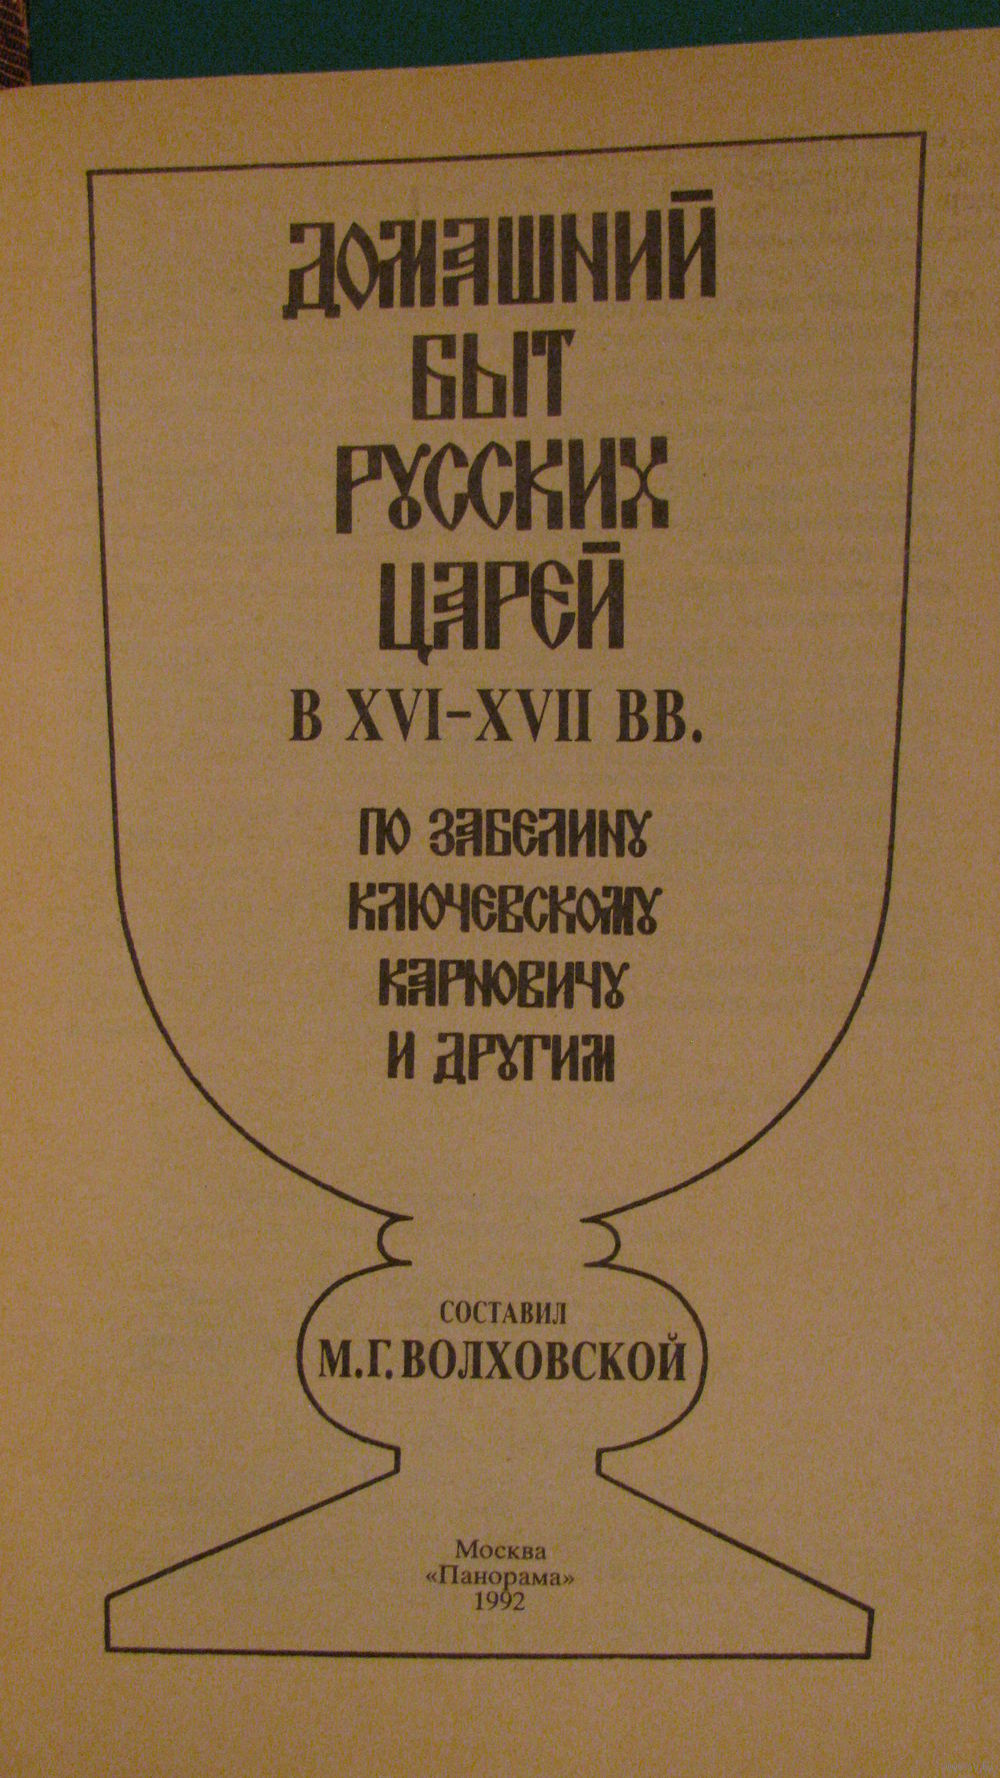 ДОМАШНИЙ
БЫТ
РУССКИХ
ЦАРЕЙ
В XVI–XVII ВВ.
ПО ЗАБЕЛИНУ
КЛЮЧЕВСКОМУ
КАРНОВИЧУ
И ДРУГИМ
СОСТАВИЛ
М.Г. ВОЛХОВСКОЙ
Москва
«Панорама»
1992